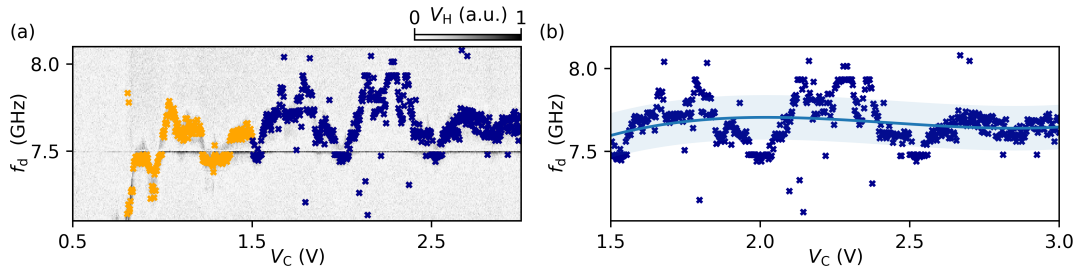 (a)
0 V_H (a.u.) 1
8.0
7.5
f_d (GHz)
0.5 1.5 2.5
V_C (V)
(b)
8.0
7.5
f_d (GHz)
1.5 2.0 2.5 3.0
V_C (V)